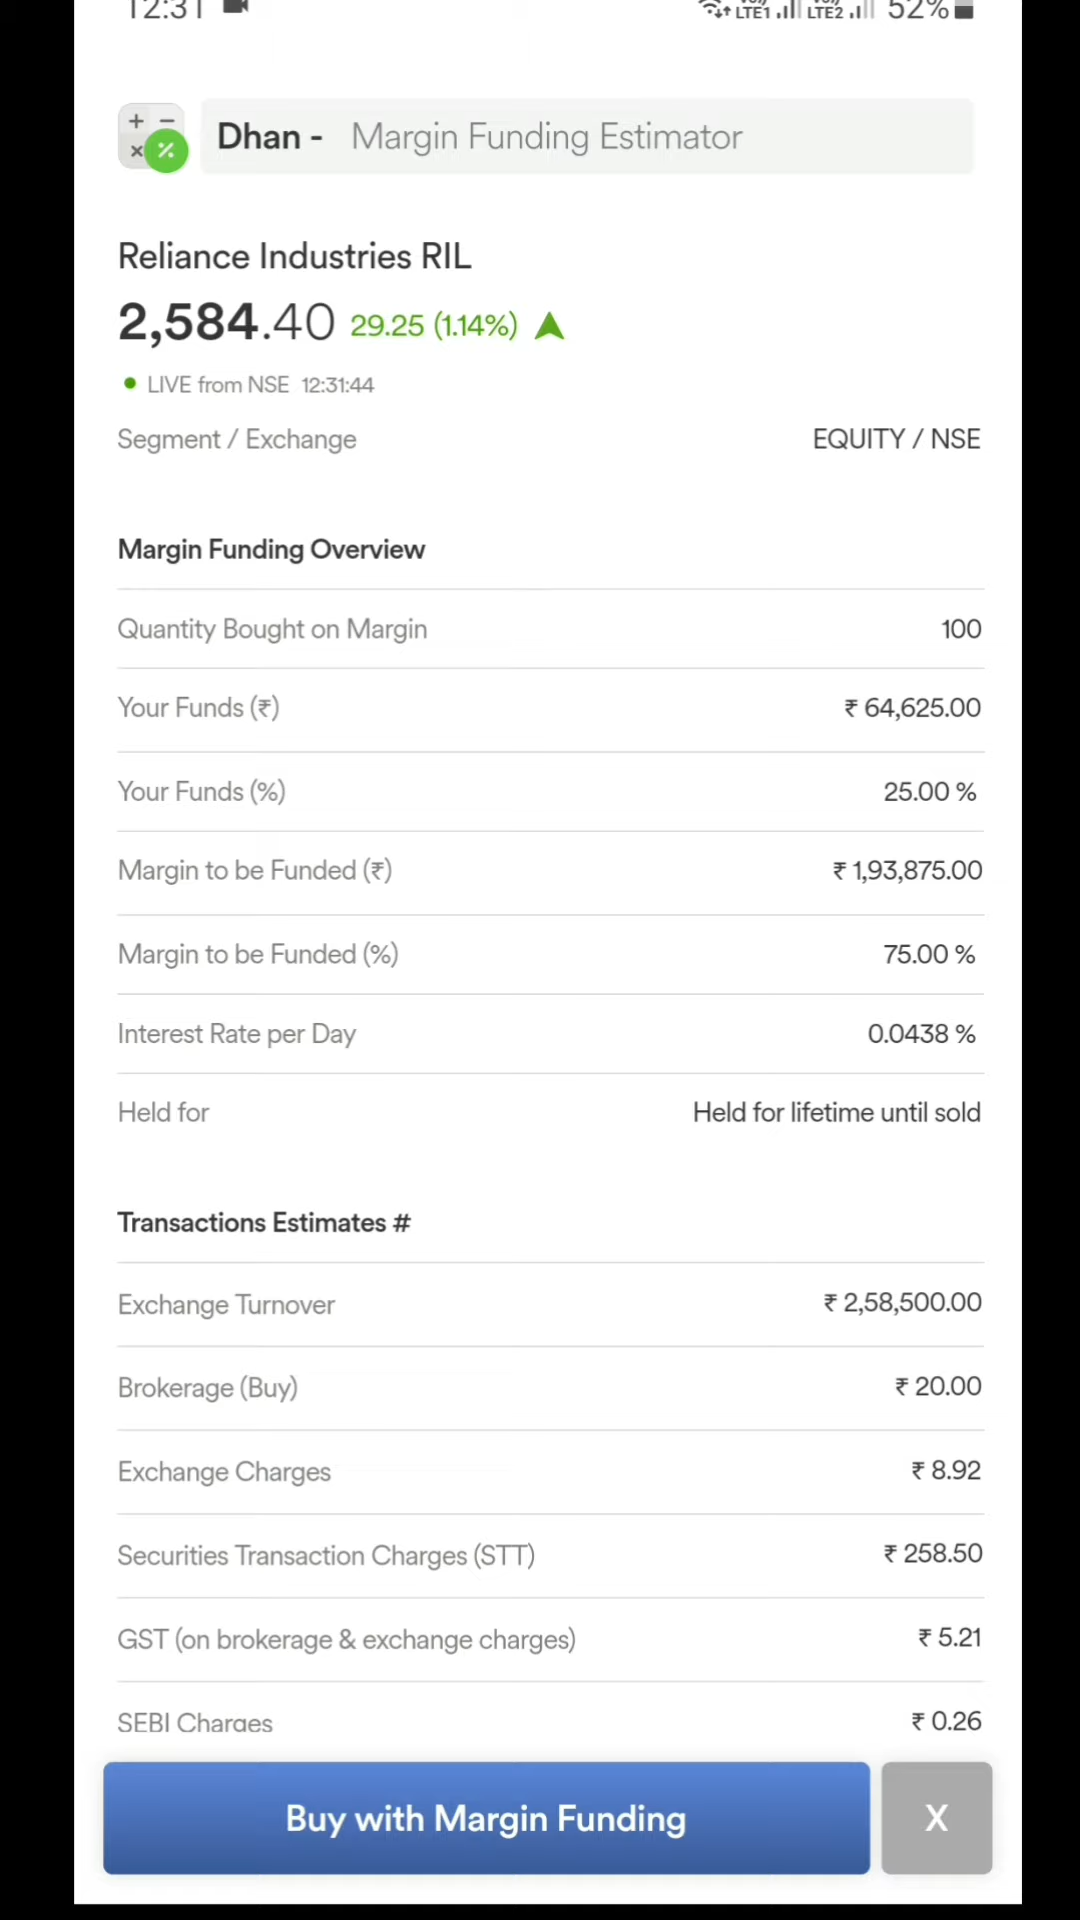 12:31 LTE1 LTE2 52%
Dhan - Margin Funding Estimator
Reliance Industries RIL
2,584.40 29.25 (1.14%)
LIVE from NSE 12:31:44
Segment / Exchange EQUITY / NSE
Margin Funding Overview
Quantity Bought on Margin 100
Your Funds (₹) ₹ 64,625.00
Your Funds (%) 25.00 %
Margin to be Funded (₹) ₹ 1,93,875.00
Margin to be Funded (%) 75.00 %
Interest Rate per Day 0.0438 %
Held for Held for lifetime until sold
Transactions Estimates #
Exchange Turnover ₹ 2,58,500.00
Brokerage (Buy) ₹ 20.00
Exchange Charges ₹ 8.92
Securities Transaction Charges (STT) ₹ 258.50
GST (on brokerage & exchange charges) ₹ 5.21
SEBI Charges ₹ 0.26
Buy with Margin Funding X